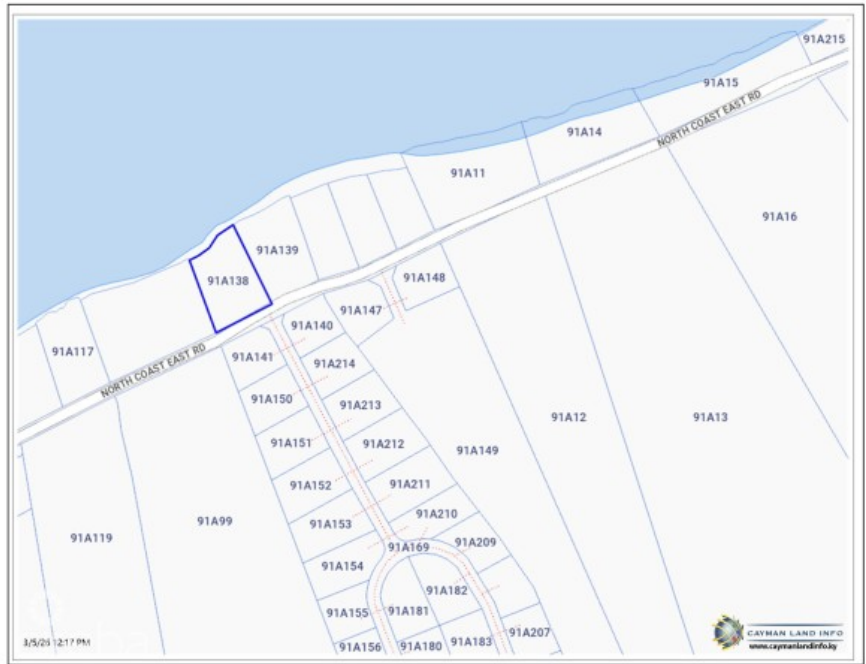 91A215
91A15
NORTH COAST EAST RD
91A14
91A11
91A16
91A139
91A138
91A148
91A147
91A140
91A117
91A141
NORTH COAST EAST RD
91A214
91A150
91A213
91A12
91A13
91A151
91A212
91A149
91A152
91A211
91A99
91A153
91A210
91A119
91A169
91A209
91A154
91A182
91A155
91A181
91A207
91A156
91A180
91A183
3/5/26 12:17 PM
CAYMAN LAND INFO
www.caymanlandinfo.ky